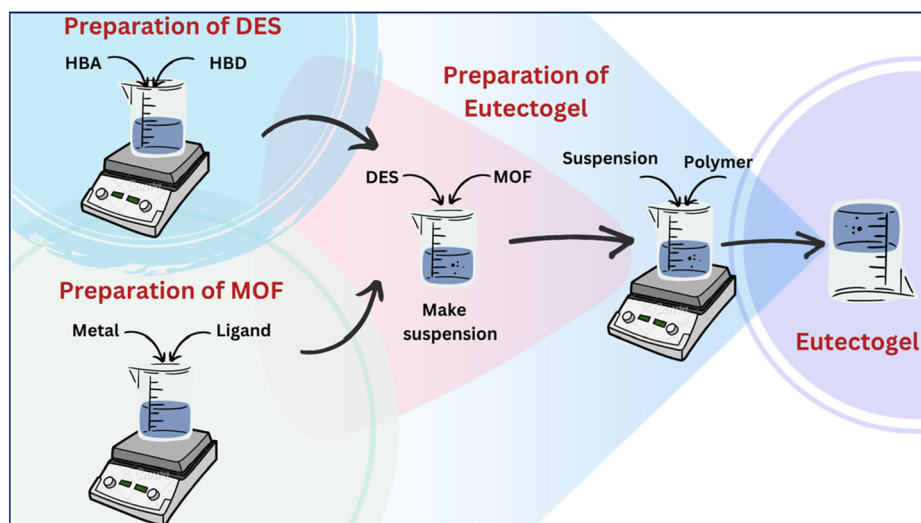 Preparation of DES
HBA
HBD
Preparation of MOF
Metal
Ligand
Preparation of
Eutectogel
DES
MOF
Make
suspension
Suspension
Polymer
Eutectogel